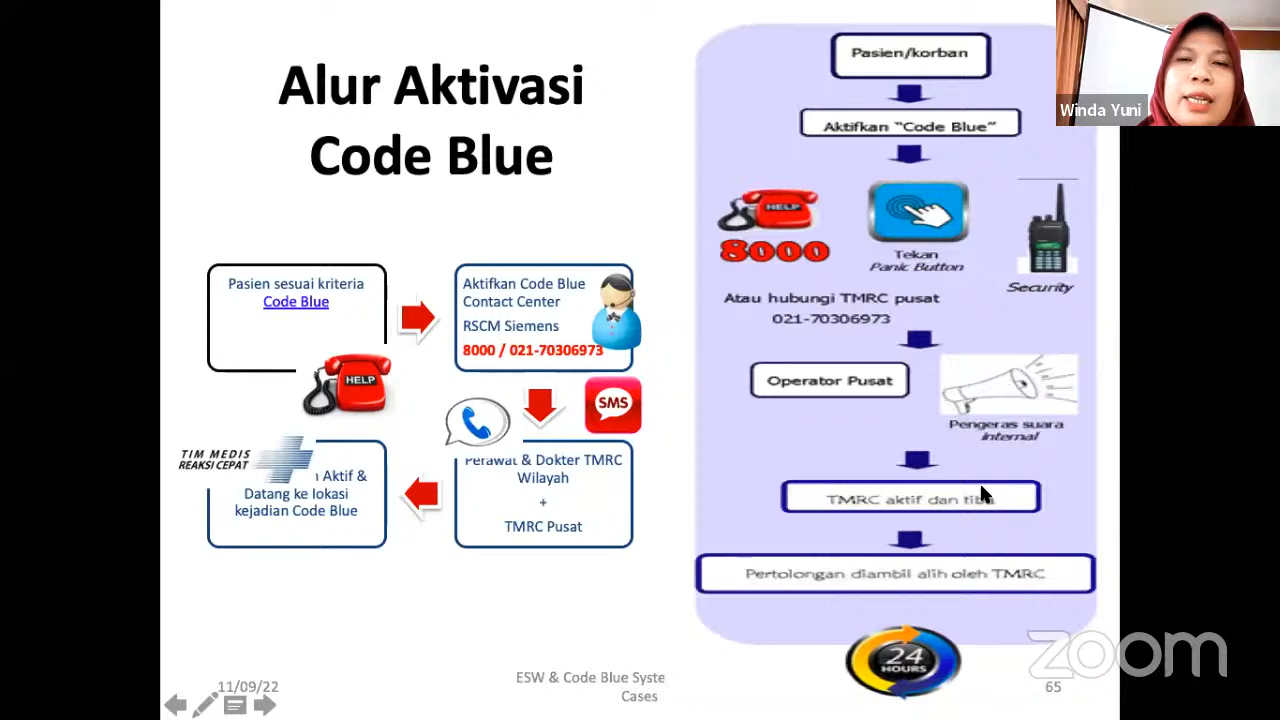 Alur Aktivasi
Code Blue
Pasien sesuai kriteria
Code Blue
HELP
Aktifkan Code Blue
Contact Center
RSCM Siemens
8000 / 021-70306973
SMS
Perawat & Dokter TMRC
Wilayah
+
TMRC Pusat
TIM MEDIS
REAKSI CEPAT
Aktif &
Datang ke lokasi
kejadian Code Blue
Pasien/korban
Aktifkan "Code Blue"
HELP
8000
Tekan
Panic Button
Security
Atau hubungi TMRC pusat
021-70306973
Operator Pusat
Pengeras suara
internal
TMRC aktif dan tiba
Pertolongan diambil alih oleh TMRC
24
HOURS
11/09/22
ESW & Code Blue Syste
Cases
65
Winda Yuni
zoom